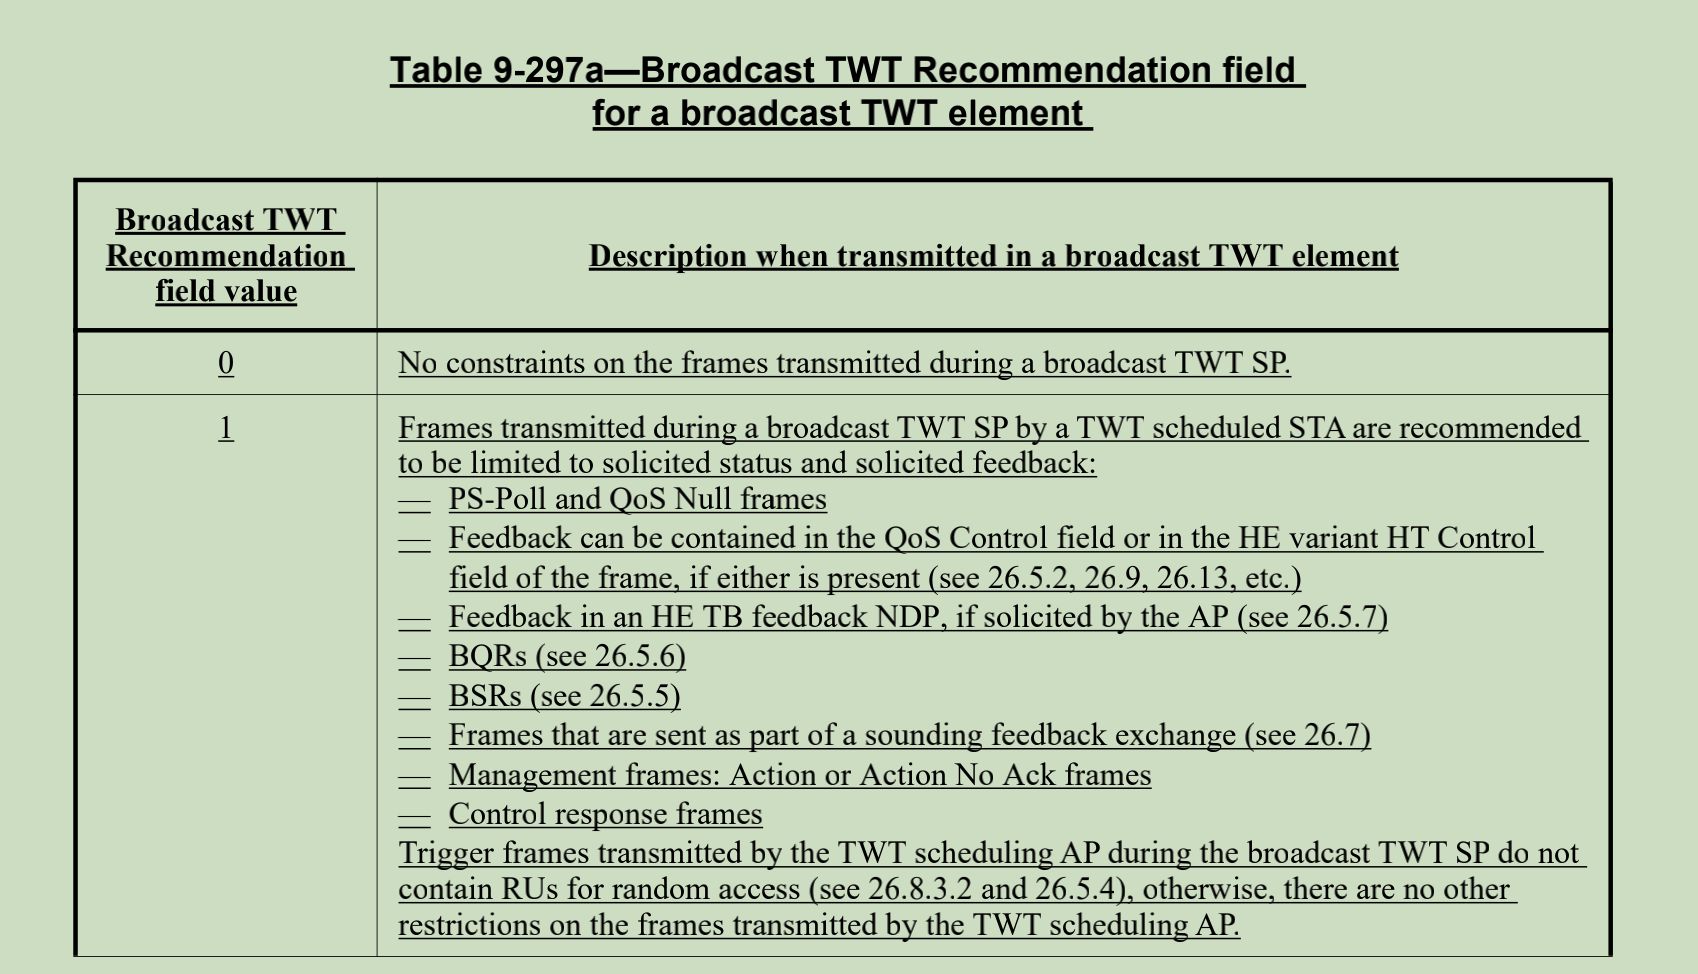 Table 9-297a—Broadcast TWT Recommendation field
for a broadcast TWT element
Broadcast TWT
Recommendation
field value
Description when transmitted in a broadcast TWT element
0
No constraints on the frames transmitted during a broadcast TWT SP.
1
Frames transmitted during a broadcast TWT SP by a TWT scheduled STA are recommended
to be limited to solicited status and solicited feedback:
— PS-Poll and QoS Null frames
— Feedback can be contained in the QoS Control field or in the HE variant HT Control
field of the frame, if either is present (see 26.5.2, 26.9, 26.13, etc.)
— Feedback in an HE TB feedback NDP, if solicited by the AP (see 26.5.7)
— BQRs (see 26.5.6)
— BSRs (see 26.5.5)
— Frames that are sent as part of a sounding feedback exchange (see 26.7)
— Management frames: Action or Action No Ack frames
— Control response frames
Trigger frames transmitted by the TWT scheduling AP during the broadcast TWT SP do not
contain RUs for random access (see 26.8.3.2 and 26.5.4), otherwise, there are no other
restrictions on the frames transmitted by the TWT scheduling AP.